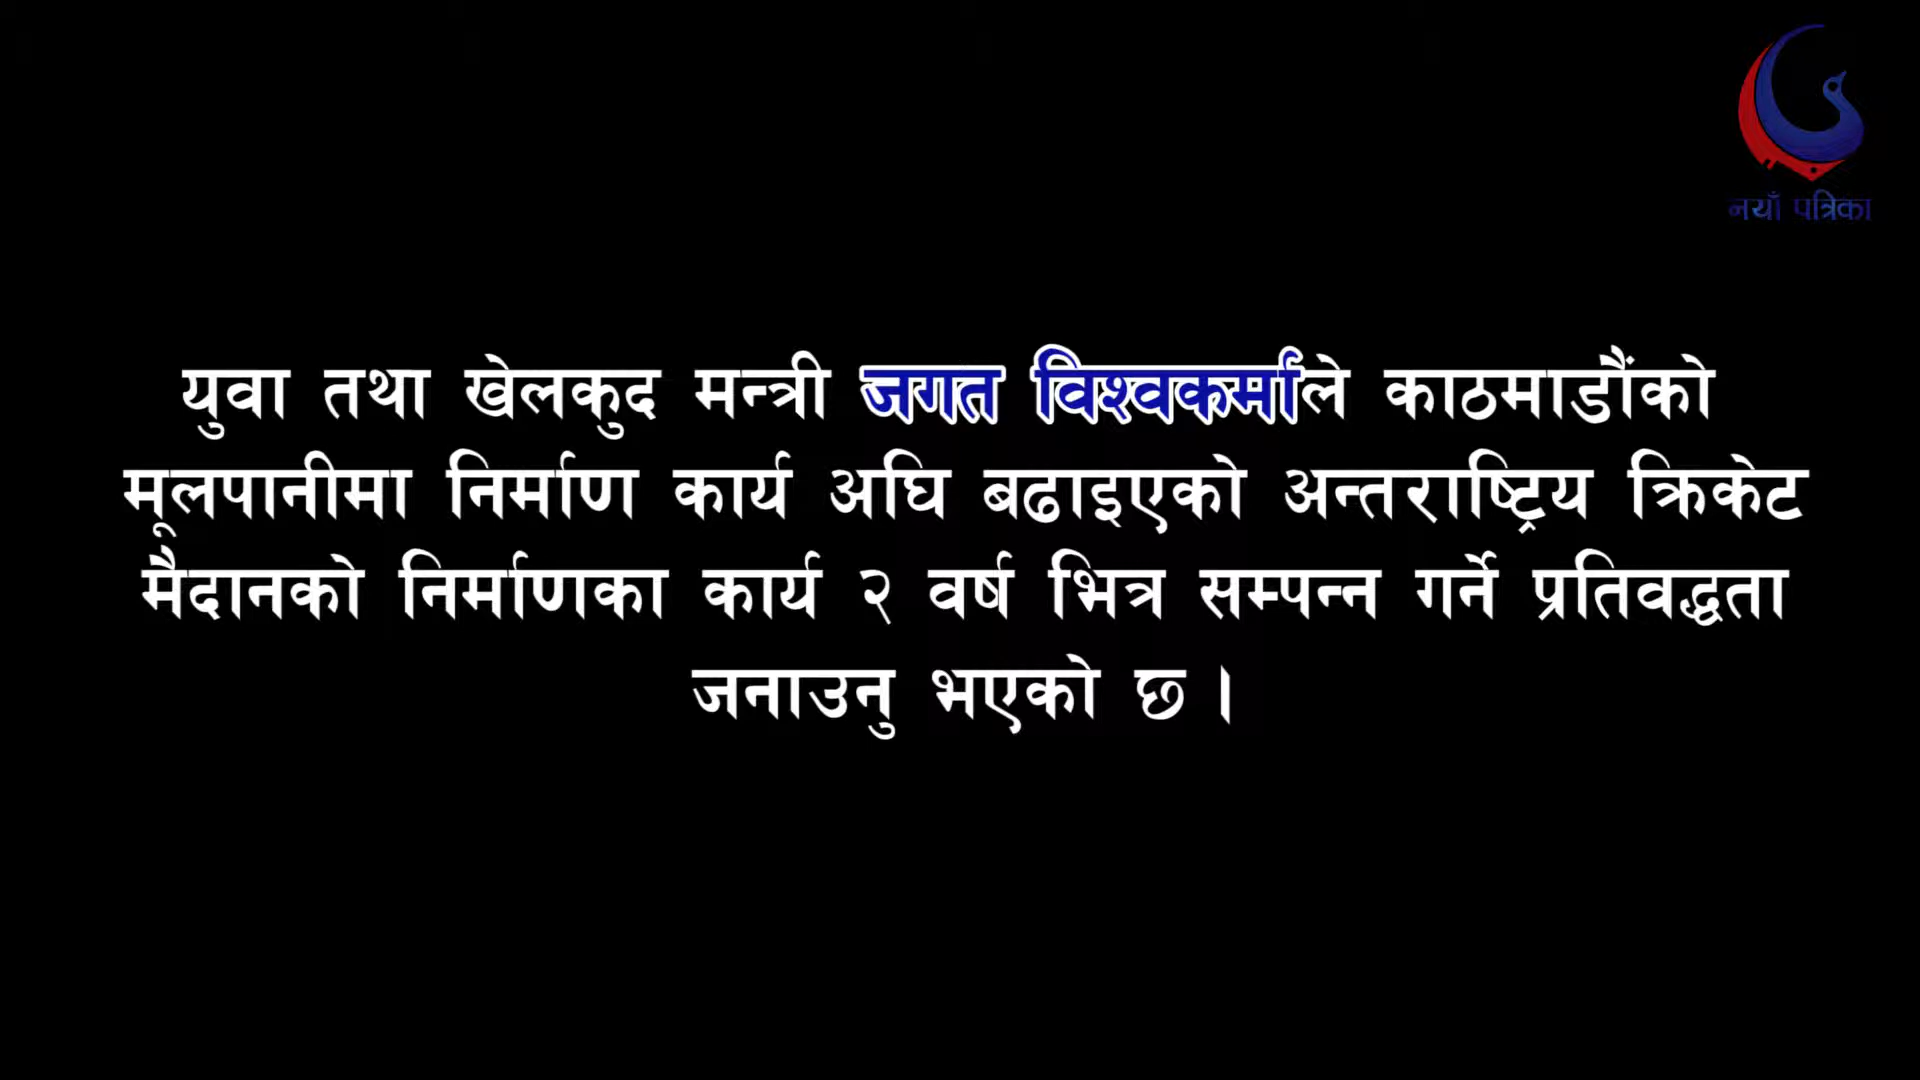 नयाँ पत्रिका
युवा तथा खेलकुद मन्त्री जगत विश्वकर्माले काठमाडौंको
मूलपानीमा निर्माण कार्य अघि बढाइएको अन्तराष्ट्रिय क्रिकेट
मैदानको निर्माणका कार्य २ वर्ष भित्र सम्पन्न गर्ने प्रतिवद्धता
जनाउनु भएको छ ।